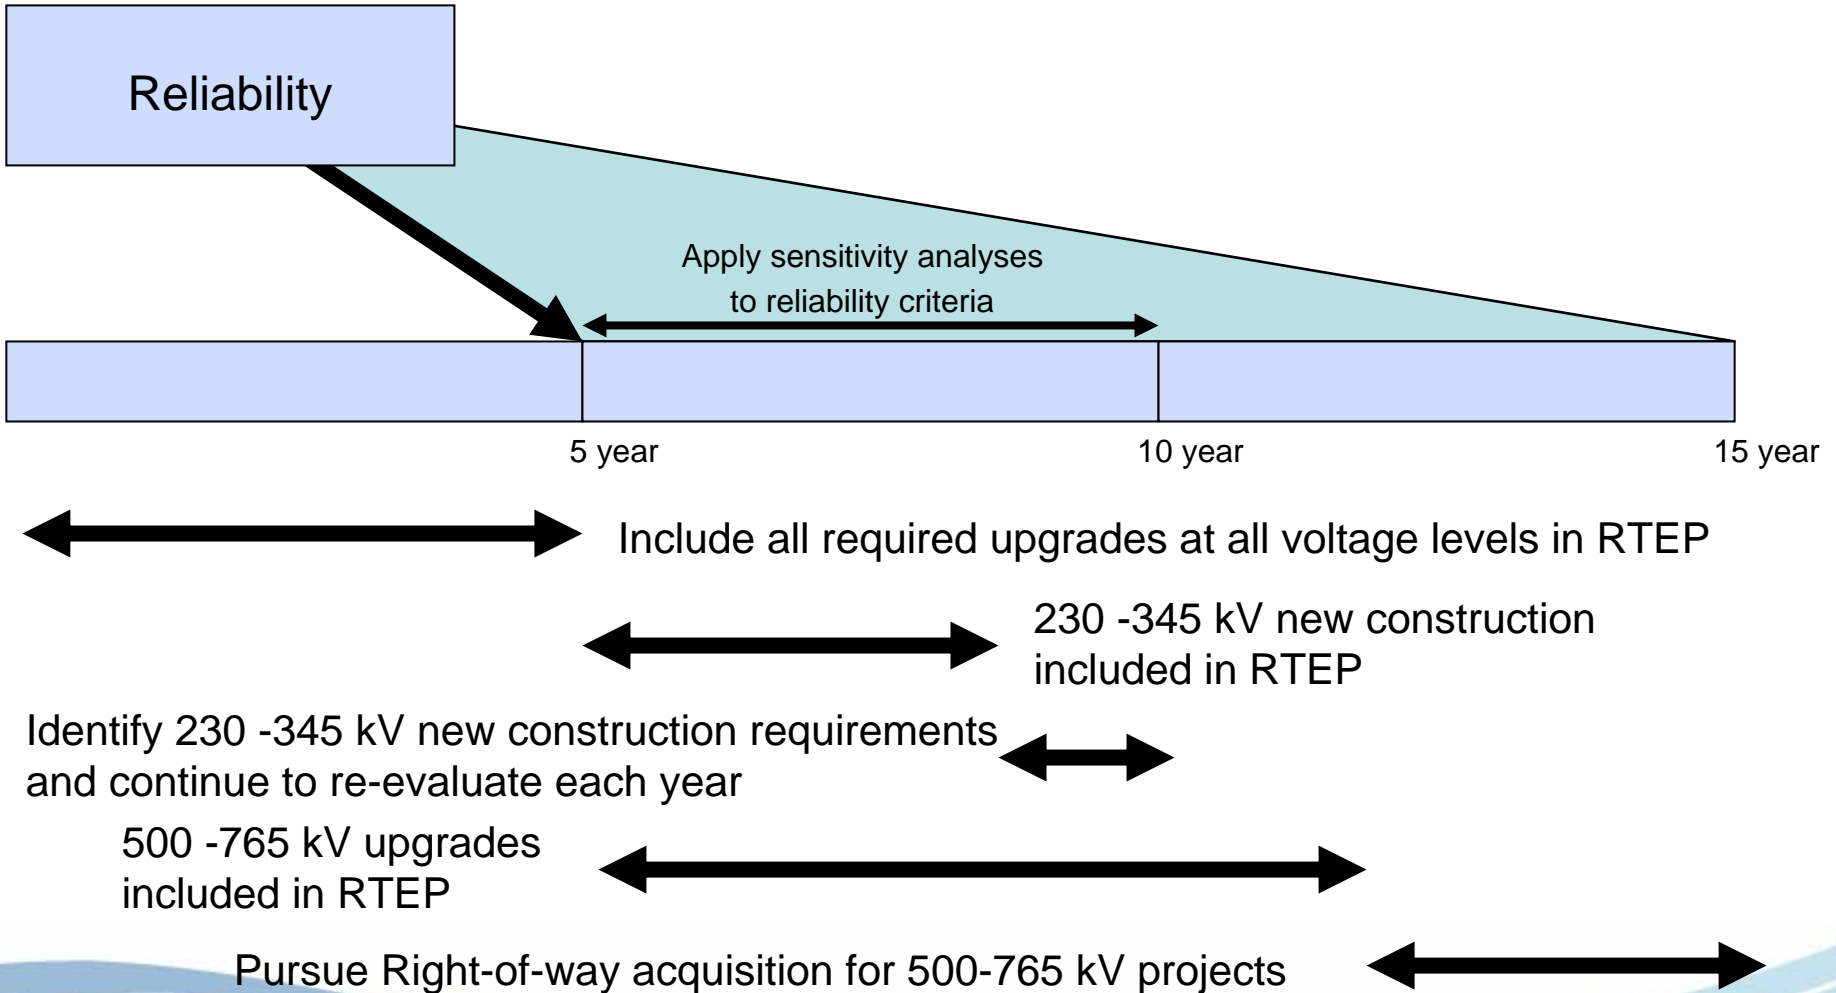 Reliability
Apply sensitivity analyses
to reliability criteria
5 year
10 year
15 year
Include all required upgrades at all voltage levels in RTEP
230 -345 kV new construction
included in RTEP
Identify 230 -345 kV new construction requirements
and continue to re-evaluate each year
500 -765 kV upgrades
included in RTEP
Pursue Right-of-way acquisition for 500-765 kV projects